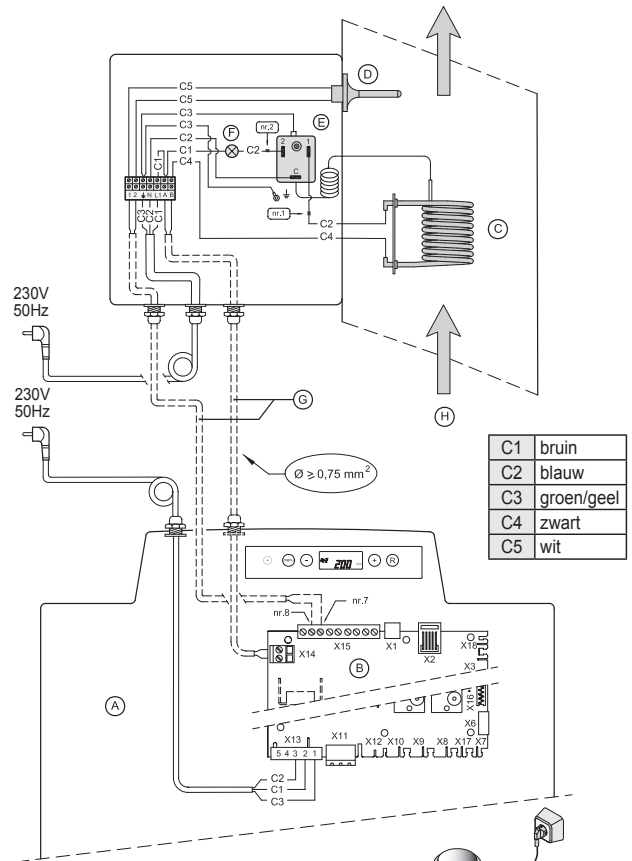 C5
C5
C3
C3
C2
C1
C4
C1
F
C2
nr.2
nr.1
D
E
2
1
C
C2
C4
C
1 2 N L1 A B
C3
C2
C1
230V
50Hz
230V
50Hz
G
H
Ø ≥ 0,75 mm²
C1 bruin
C2 blauw
C3 groen/geel
C4 zwart
C5 wit
200
+
R
nr.8
nr.7
X14
X15
X1
X2
X18
X3
B
X16
X6
A
X13
X11
X12 X10 X9 X8 X17 X7
5 4 3 2 1
C2
C1
C3